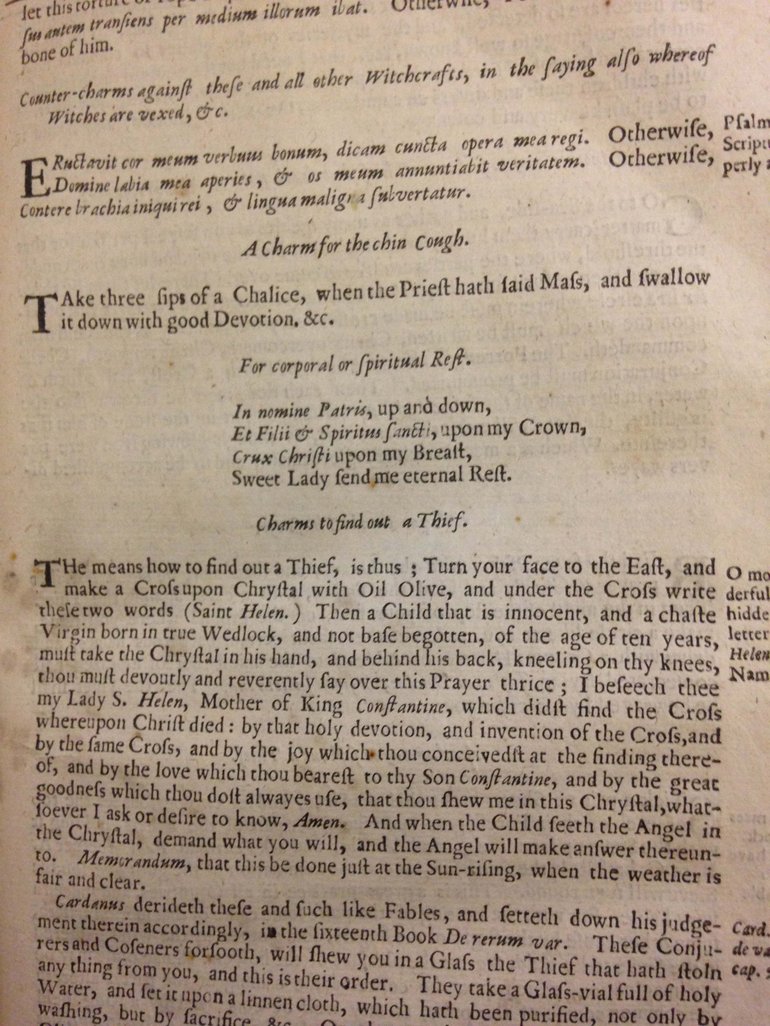 let this torture or
sus autem transiens per medium illorum ibat. Otherwise,
bone of him.
Counter-charms against these and all other Witchcrafts, in the saying also whereof
Witches are vexed, &c.
ERuctavit cor meum verbuus bonum, dicam cuncta opera mea regi. Otherwise,
Domine labia mea aperies, & os meum annuntiabit veritatem. Otherwise,
Contere brachia iniqui rei, & lingua maligna subvertatur.
Psalm
Scriptu
perly a
A Charm for the chin Cough.
TAke three sips of a Chalice, when the Priest hath said Mass, and swallow
it down with good Devotion. &c.
For corporal or spiritual Rest.
In nomine Patris, up and down,
Et Filii & Spiritus sancti, upon my Crown,
Crux Christi upon my Breast,
Sweet Lady send me eternal Rest.
Charms to find out a Thief.
THe means how to find out a Thief, is thus; Turn your face to the East, and
make a Cross upon Chrystal with Oil Olive, and under the Cross write
these two words (Saint Helen.) Then a Child that is innocent, and a chaste
Virgin born in true Wedlock, and not base begotten, of the age of ten years,
must take the Chrystal in his hand, and behind his back, kneeling on thy knees,
thou must devoutly and reverently say over this Prayer thrice; I beseech thee
my Lady S. Helen, Mother of King Constantine, which didst find the Cross
whereupon Christ died: by that holy devotion, and invention of the Cross, and
by the same Cross, and by the joy which thou conceivedst at the finding there-
of, and by the love which thou bearest to thy Son Constantine, and by the great
goodness which thou dost alwayes use, that thou shew me in this Chrystal, what-
soever I ask or desire to know, Amen. And when the Child seeth the Angel in
the Chrystal, demand what you will, and the Angel will make answer thereun-
to. Memorandum, that this be done just at the Sun-rising, when the weather is
fair and clear.
O mo
derful
hidde
letter
Helen
Nam
Cardanus derideth these and such like Fables, and setteth down his judge-
ment therein accordingly, in the sixteenth Book De rerum var. These Conju-
rers and Coseners forsooth, will shew you in a Glass the Thief that hath stoln
any thing from you, and this is their order. They take a Glass-vial full of holy
Water, and set it upon a linnen cloth, which hath been purified, not only by
washing, but by sacrifice, &c.
Card.
de va
cap.